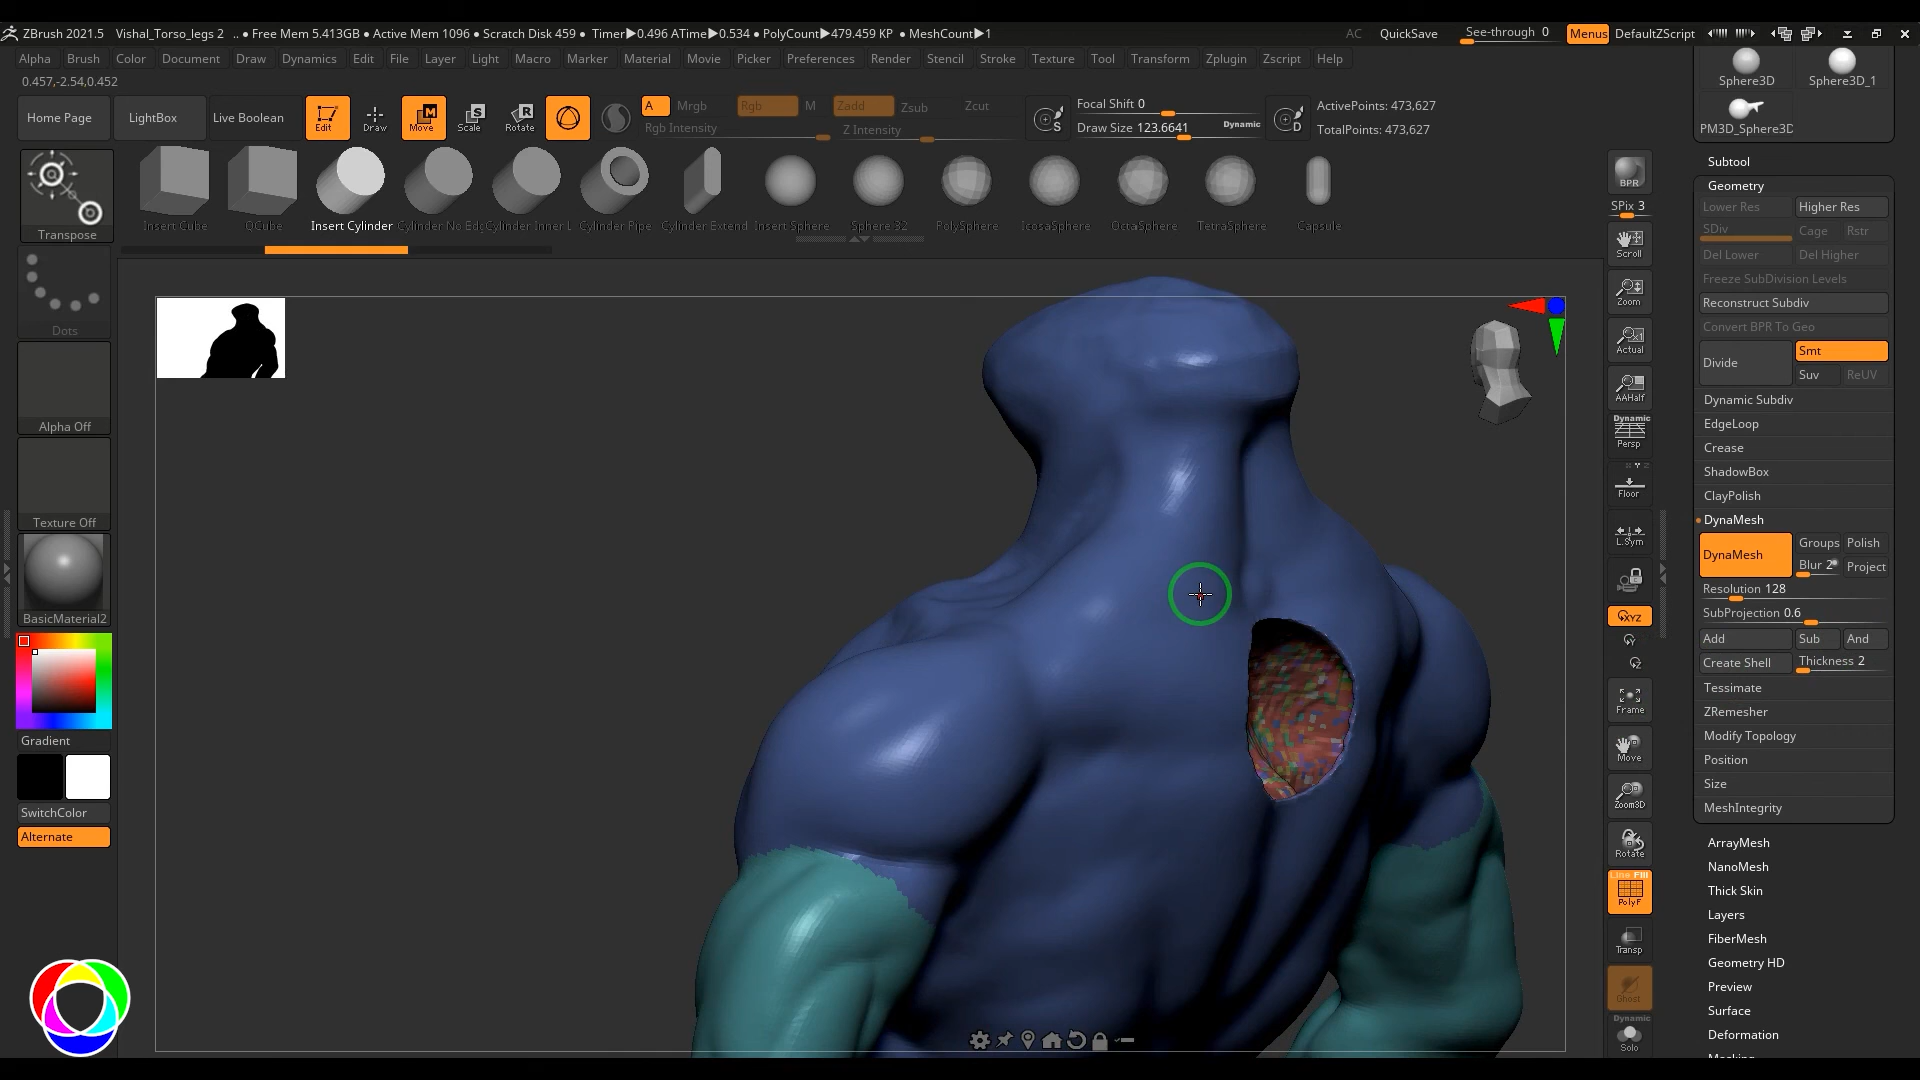 ZBrush 2021.5 Vishal_Torso_legs 2 .. • Free Mem 5.413GB • Active Mem 1096 • Scratch Disk 459 • Timer▶0.496 ATime▶0.534 • PolyCount▶479.459 KP • MeshCount▶1 AC QuickSave See-through 0 Menus DefaultZScript
Alpha Brush Color Document Draw Dynamics Edit File Layer Light Macro Marker Material Movie Picker Preferences Render Stencil Stroke Texture Tool Transform Zplugin Zscript Help
0.457,-2.54,0.452
Home Page LightBox Live Boolean Edit Draw Move Scale Rotate
A Mrgb Rgb M Zadd Zsub Zcut
Rgb Intensity Z Intensity
S Focal Shift 0
Draw Size 123.6641 Dynamic
D ActivePoints: 473,627
TotalPoints: 473,627
Transpose
Insert Cube QCube Insert Cylinder Cylinder No Edg Cylinder Inner L Cylinder Pipe Cylinder Extend Insert Sphere Sphere 32 PolySphere IcosaSphere OctaSphere TetraSphere Capsule
Dots
Alpha Off
Texture Off
BasicMaterial2
Gradient
SwitchColor
Alternate
BPR
SPix 3
Scroll
Zoom
Actual
AAHalf
Dynamic
Persp
Floor
L.Sym
XYZ
Y
Z
Frame
Move
Zoom3D
Rotate
Line Fill
PolyF
Transp
Ghost
Dynamic
Solo
Sphere3D Sphere3D_1
PM3D_Sphere3D
Subtool
Geometry
Lower Res Higher Res
SDiv Cage Rstr
Del Lower Del Higher
Freeze SubDivision Levels
Reconstruct Subdiv
Convert BPR To Geo
Divide Smt
Suv ReUV
Dynamic Subdiv
EdgeLoop
Crease
ShadowBox
ClayPolish
DynaMesh
DynaMesh Groups Polish
Blur 2 Project
Resolution 128
SubProjection 0.6
Add Sub And
Create Shell Thickness 2
Tessimate
ZRemesher
Modify Topology
Position
Size
MeshIntegrity
ArrayMesh
NanoMesh
Thick Skin
Layers
FiberMesh
Geometry HD
Preview
Surface
Deformation